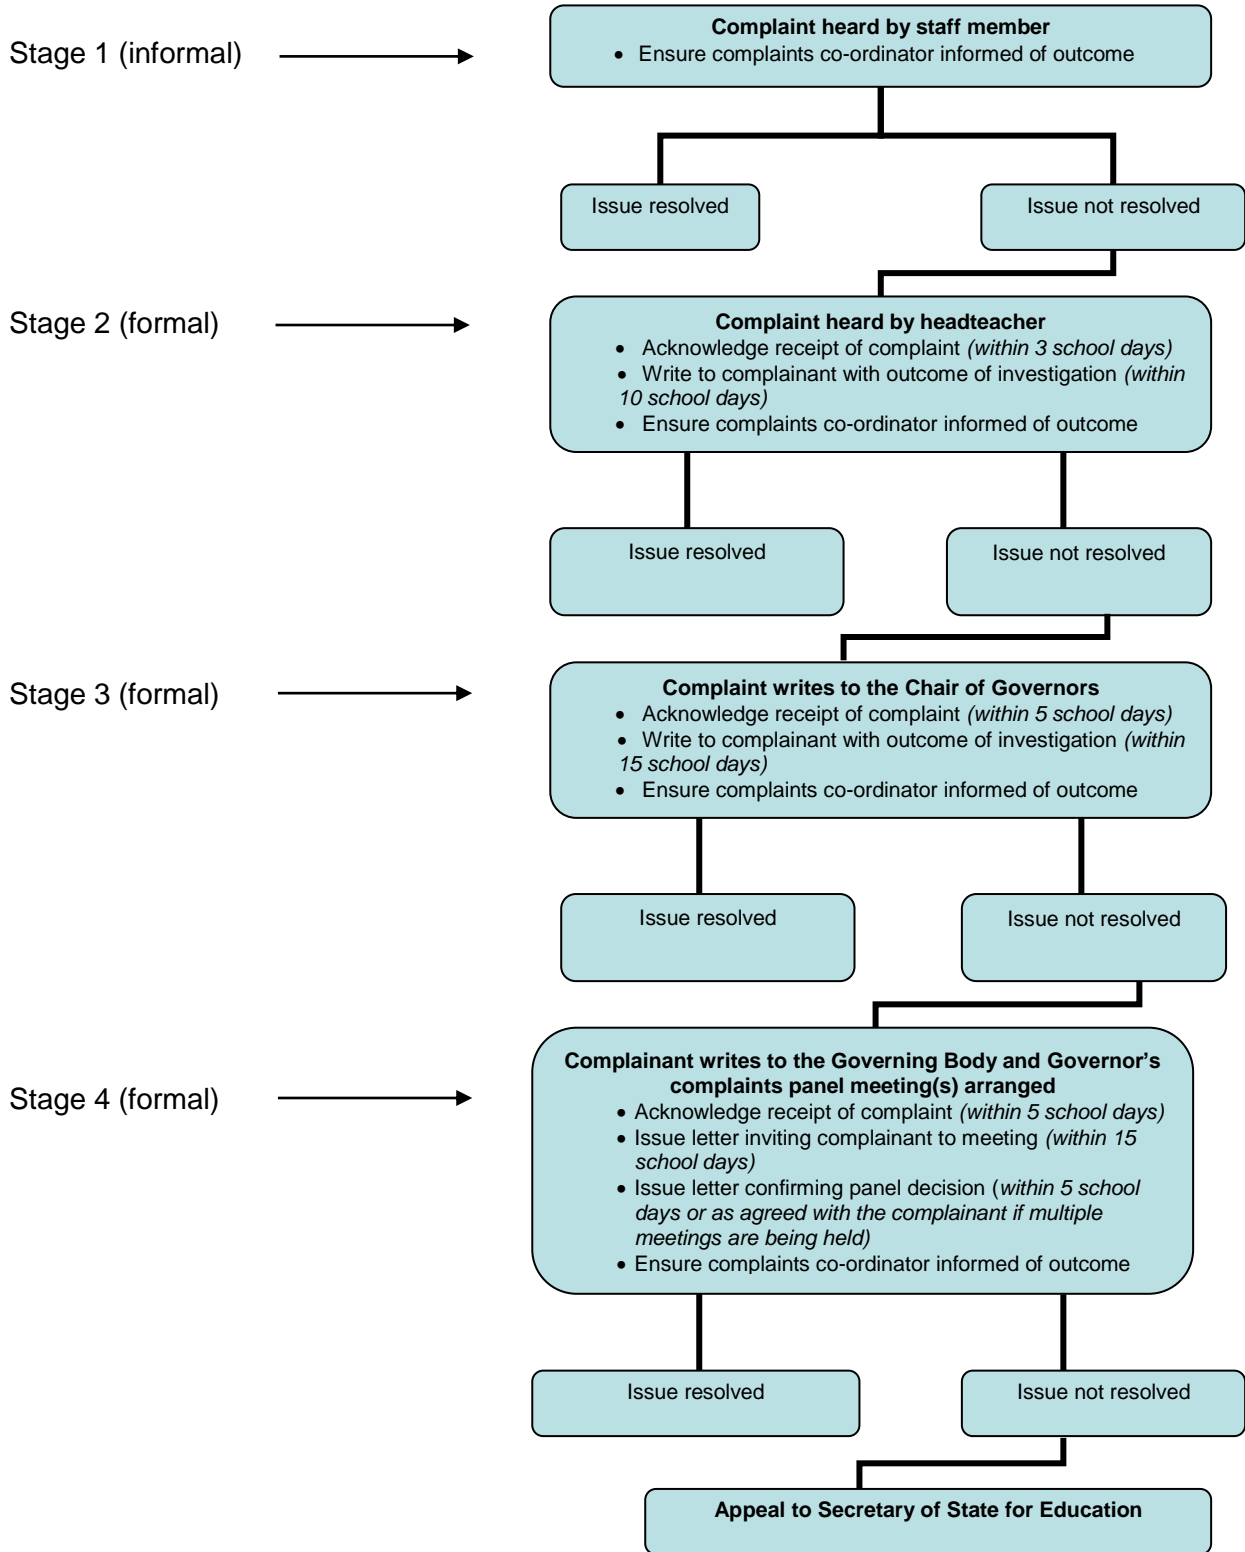 Stage 1 (informal)
Complaint heard by staff member
• Ensure complaints co-ordinator informed of outcome
Issue resolved
Issue not resolved
Stage 2 (formal)
Complaint heard by headteacher
• Acknowledge receipt of complaint (within 3 school days)
• Write to complainant with outcome of investigation (within
10 school days)
• Ensure complaints co-ordinator informed of outcome
Issue resolved
Issue not resolved
Stage 3 (formal)
Complaint writes to the Chair of Governors
• Acknowledge receipt of complaint (within 5 school days)
• Write to complainant with outcome of investigation (within
15 school days)
• Ensure complaints co-ordinator informed of outcome
Issue resolved
Issue not resolved
Stage 4 (formal)
Complainant writes to the Governing Body and Governor’s
complaints panel meeting(s) arranged
• Acknowledge receipt of complaint (within 5 school days)
• Issue letter inviting complainant to meeting (within 15
school days)
• Issue letter confirming panel decision (within 5 school
days or as agreed with the complainant if multiple
meetings are being held)
• Ensure complaints co-ordinator informed of outcome
Issue resolved
Issue not resolved
Appeal to Secretary of State for Education